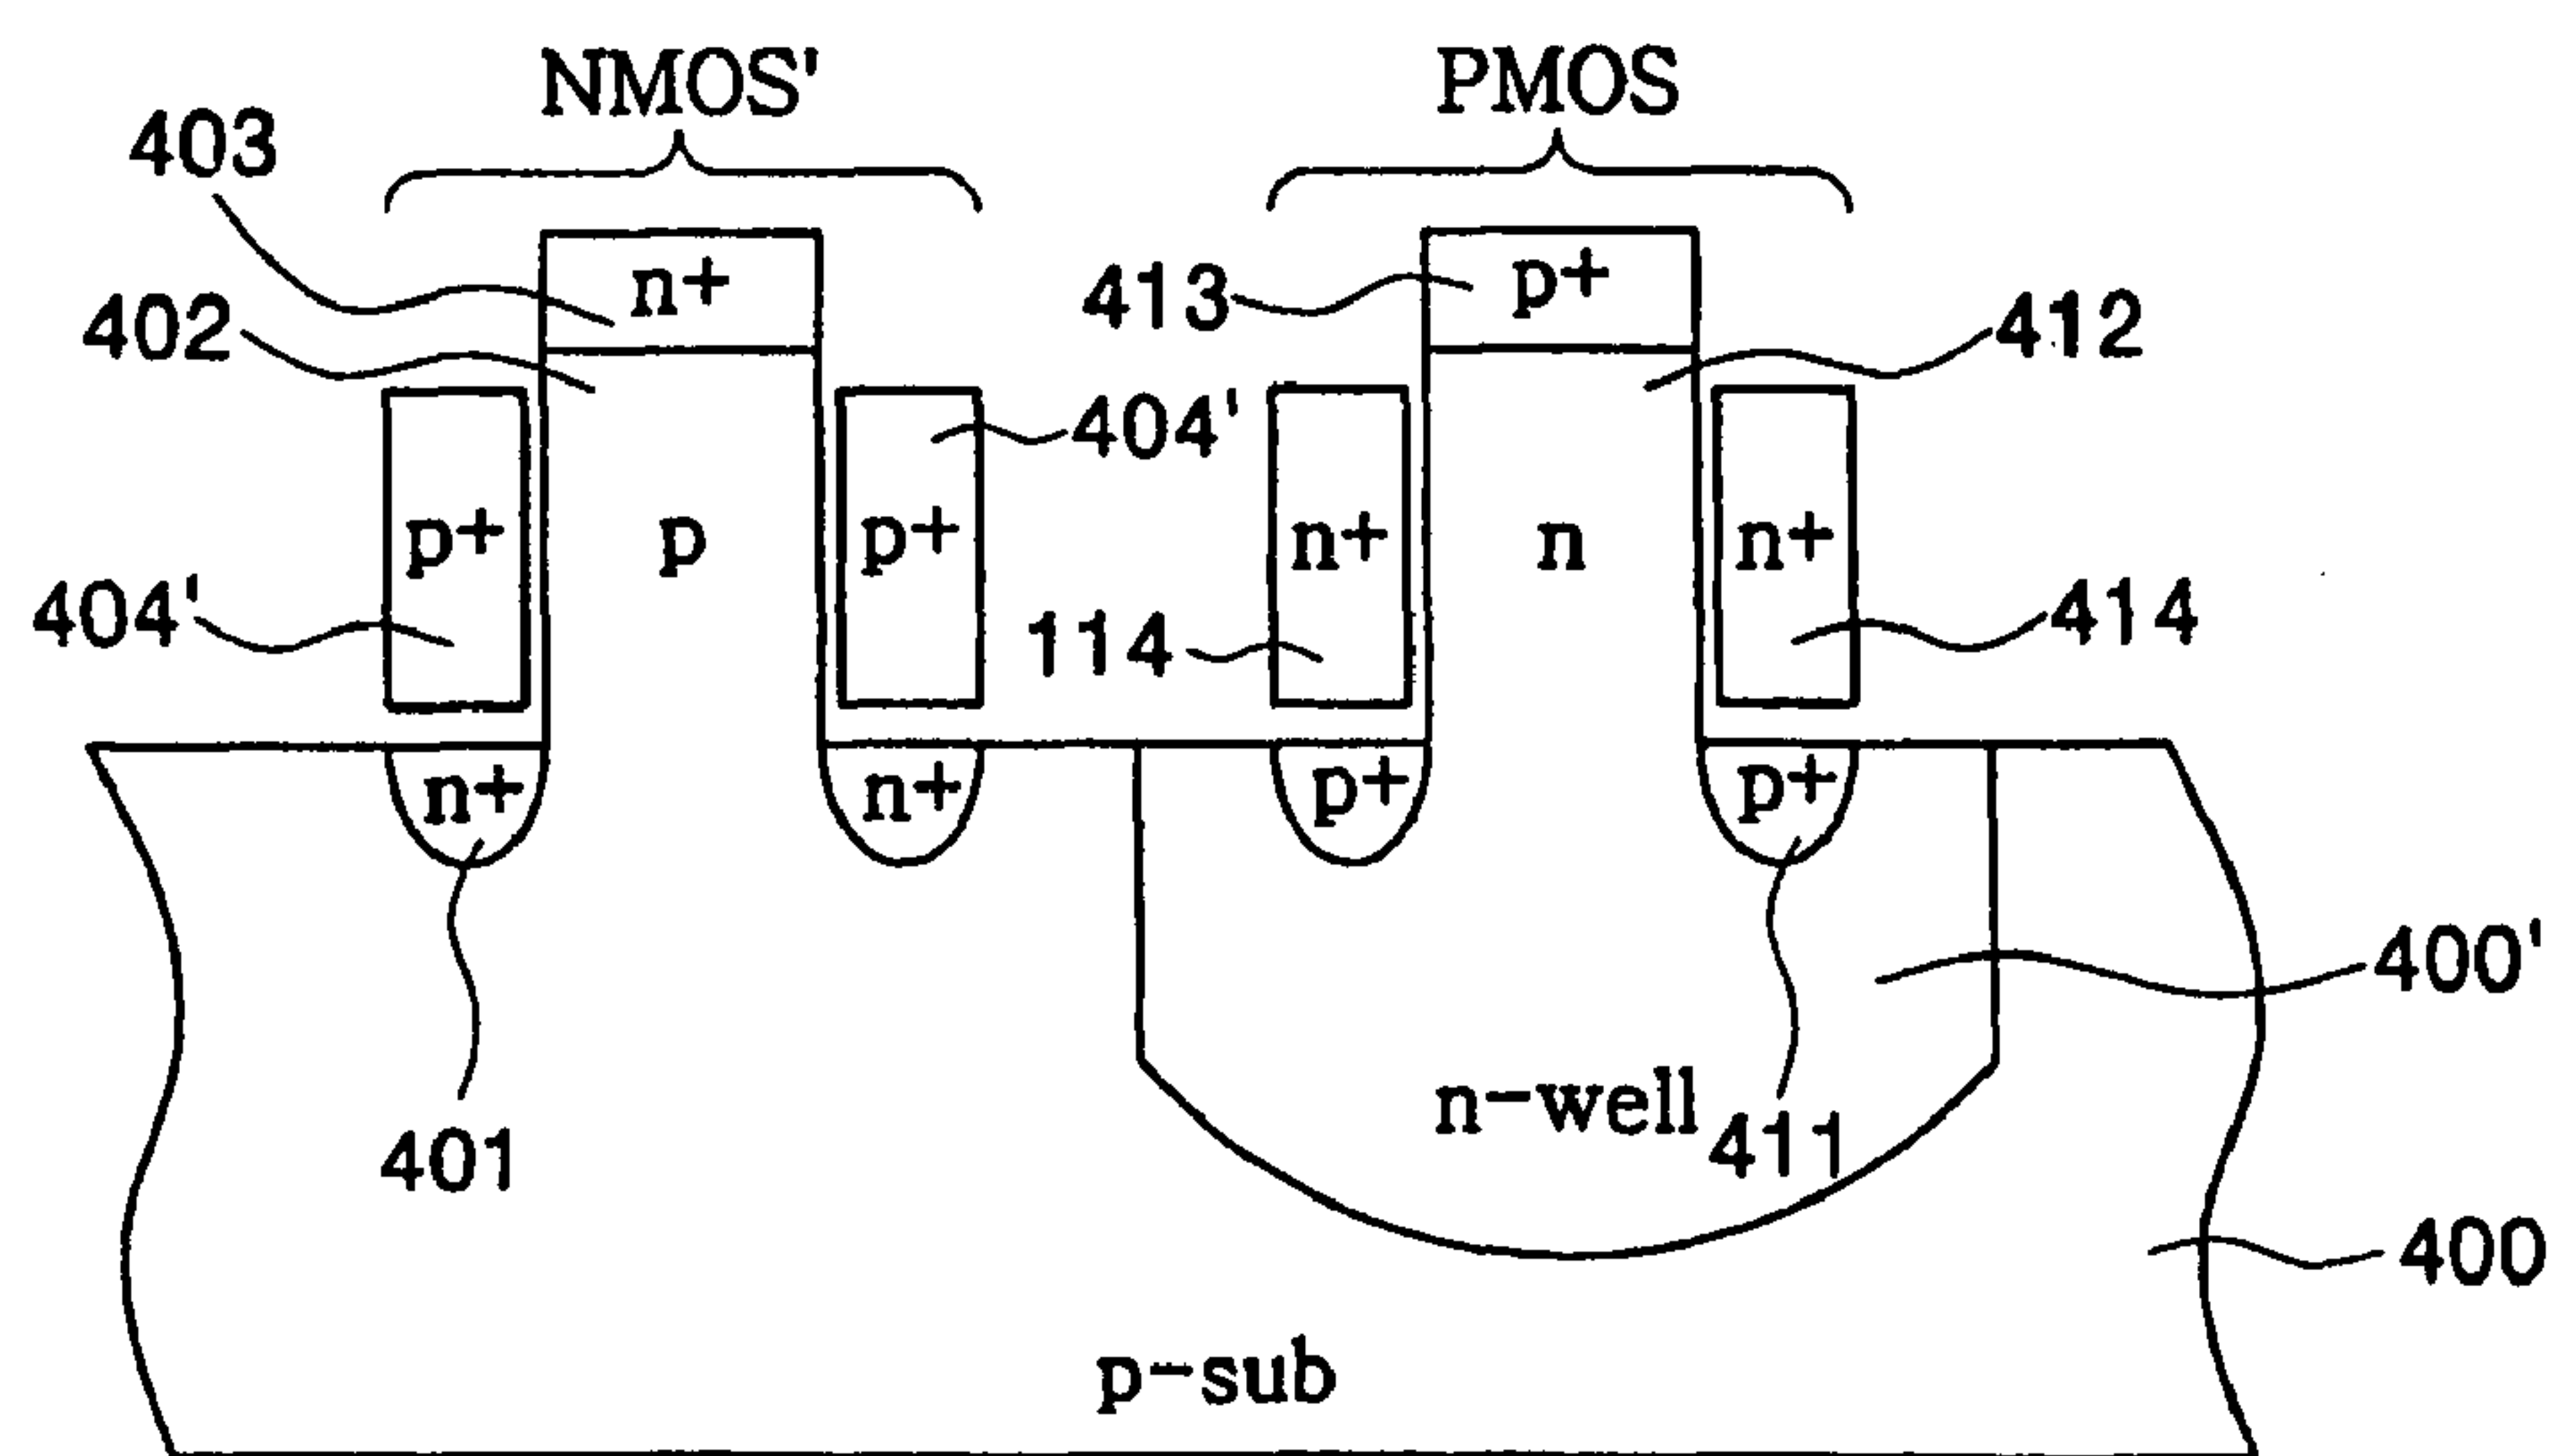 NMOS' PMOS
403
n+ p+
413
402 412
404'
p+ p p+ n+ n n+
404' 114 414
n+ n+ p+ p+
400'
n-well 411
401
400
p-sub